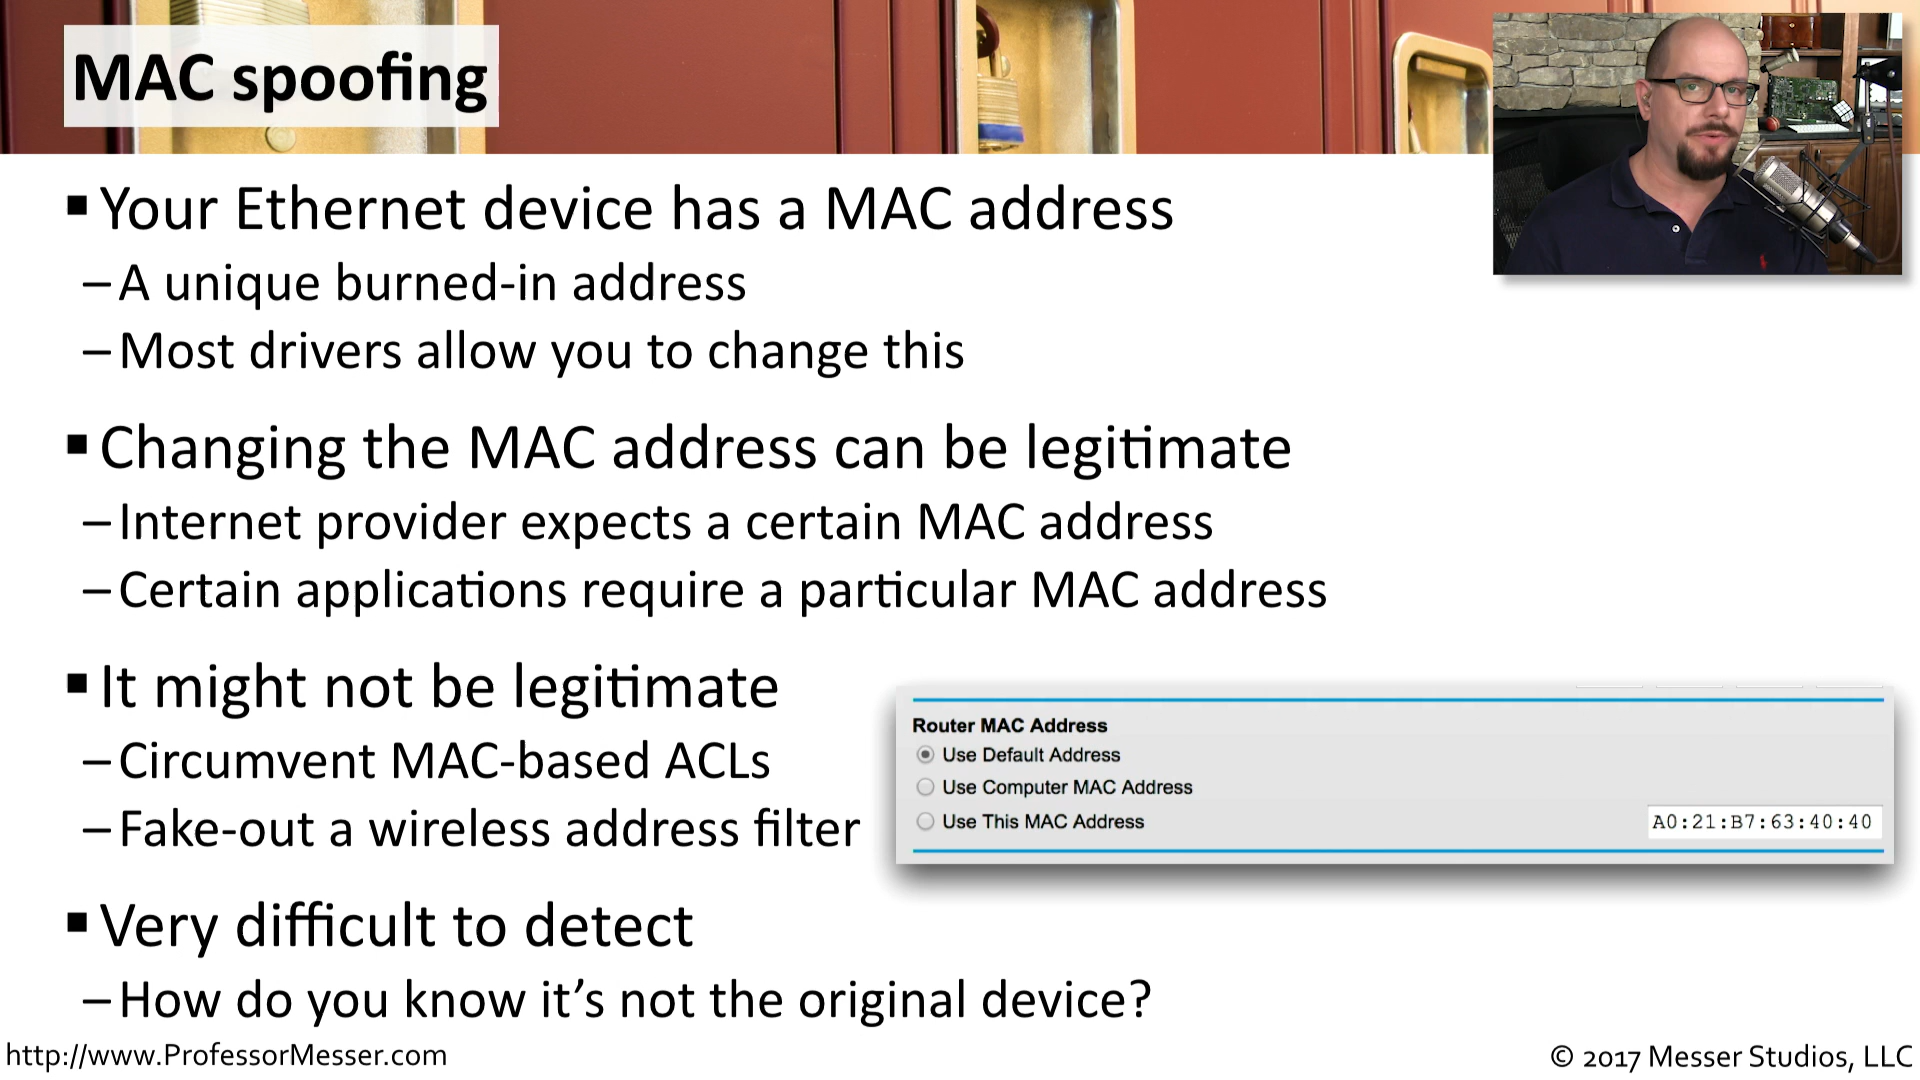 MAC spoofing
▪ Your Ethernet device has a MAC address
– A unique burned-in address
– Most drivers allow you to change this
▪ Changing the MAC address can be legitimate
– Internet provider expects a certain MAC address
– Certain applications require a particular MAC address
▪ It might not be legitimate
– Circumvent MAC-based ACLs
– Fake-out a wireless address filter
Router MAC Address
Use Default Address
Use Computer MAC Address
Use This MAC Address A0:21:B7:63:40:40
▪ Very difficult to detect
– How do you know it’s not the original device?
http://www.ProfessorMesser.com
© 2017 Messer Studios, LLC